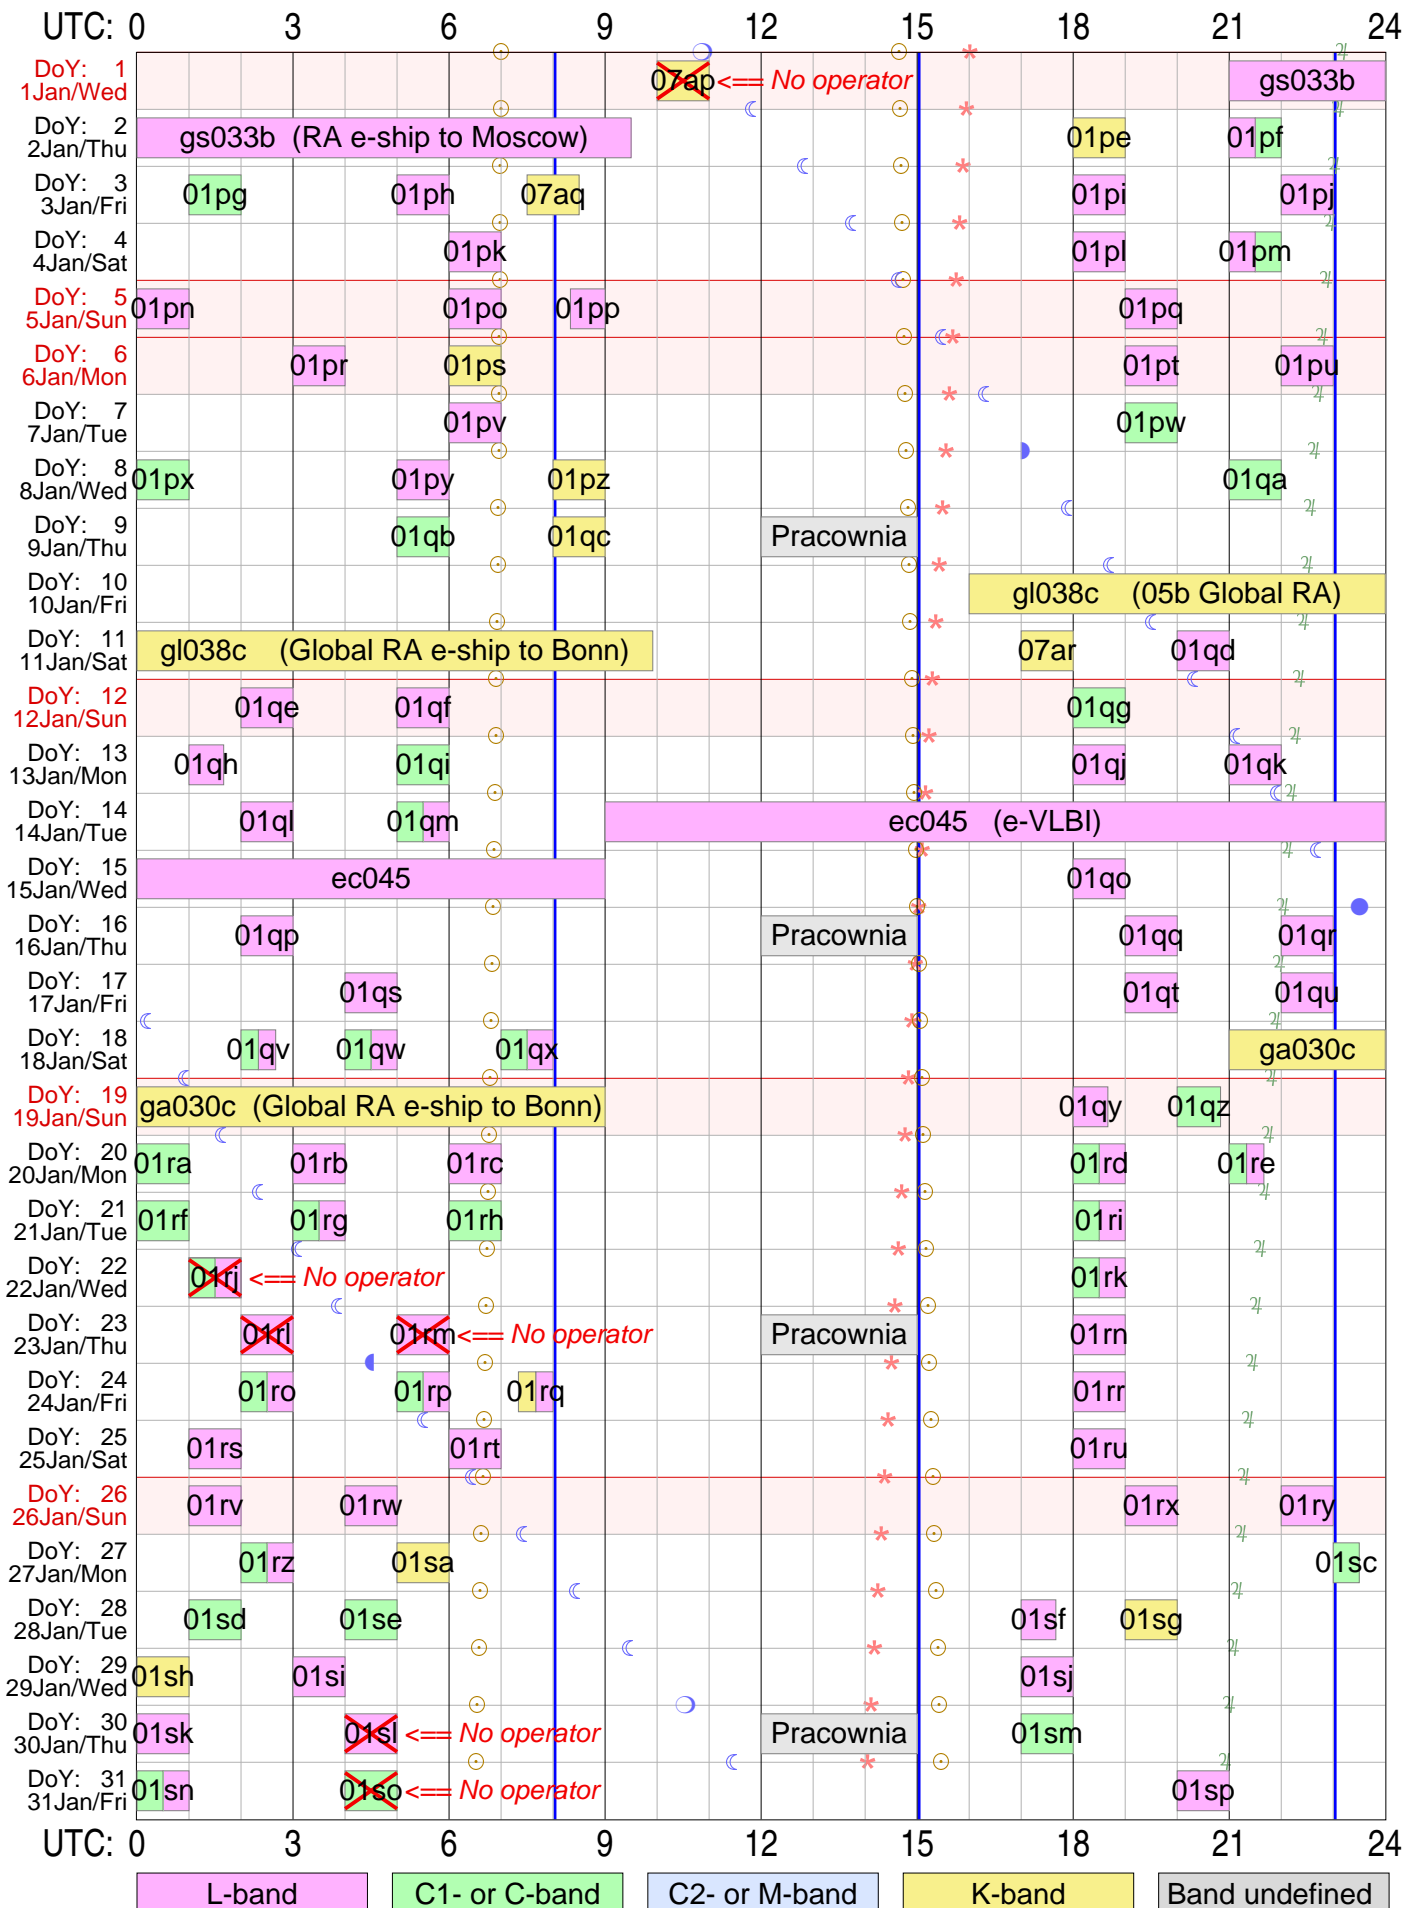 UTC: 0 3 6 9 12 15 18 21 24
DoY: 1
1Jan/Wed
07ap <== No operator gs033b
DoY: 2
2Jan/Thu
gs033b (RA e-ship to Moscow) 01pe 01pf
DoY: 3
3Jan/Fri
01pg 01ph 07aq 01pi 01pj
DoY: 4
4Jan/Sat
01pk 01pl 01pm
DoY: 5
5Jan/Sun
01pn 01po 01pp 01pq
DoY: 6
6Jan/Mon
01pr 01ps 01pt 01pu
DoY: 7
7Jan/Tue
01pv 01pw
DoY: 8
8Jan/Wed
01px 01py 01pz 01qa
DoY: 9
9Jan/Thu
01qb 01qc Pracownia
DoY: 10
10Jan/Fri
gl038c (05b Global RA)
DoY: 11
11Jan/Sat
gl038c (Global RA e-ship to Bonn) 07ar 01qd
DoY: 12
12Jan/Sun
01qe 01qf 01qg
DoY: 13
13Jan/Mon
01qh 01qi 01qj 01qk
DoY: 14
14Jan/Tue
01ql 01qm ec045 (e-VLBI)
DoY: 15
15Jan/Wed
ec045 01qo
DoY: 16
16Jan/Thu
01qp Pracownia 01qq 01qr
DoY: 17
17Jan/Fri
01qs 01qt 01qu
DoY: 18
18Jan/Sat
01qv 01qw 01qx ga030c
DoY: 19
19Jan/Sun
ga030c (Global RA e-ship to Bonn) 01qy 01qz
DoY: 20
20Jan/Mon
01ra 01rb 01rc 01rd 01re
DoY: 21
21Jan/Tue
01rf 01rg 01rh 01ri
DoY: 22
22Jan/Wed
01rj <== No operator 01rk
DoY: 23
23Jan/Thu
01rl 01rm <== No operator Pracownia 01rn
DoY: 24
24Jan/Fri
01ro 01rp 01rq 01rr
DoY: 25
25Jan/Sat
01rs 01rt 01ru
DoY: 26
26Jan/Sun
01rv 01rw 01rx 01ry
DoY: 27
27Jan/Mon
01rz 01sa 01sc
DoY: 28
28Jan/Tue
01sd 01se 01sf 01sg
DoY: 29
29Jan/Wed
01sh 01si 01sj
DoY: 30
30Jan/Thu
01sk 01sl <== No operator Pracownia 01sm
DoY: 31
31Jan/Fri
01sn 01so <== No operator 01sp
UTC: 0 3 6 9 12 15 18 21 24
L-band C1- or C-band C2- or M-band K-band Band undefined